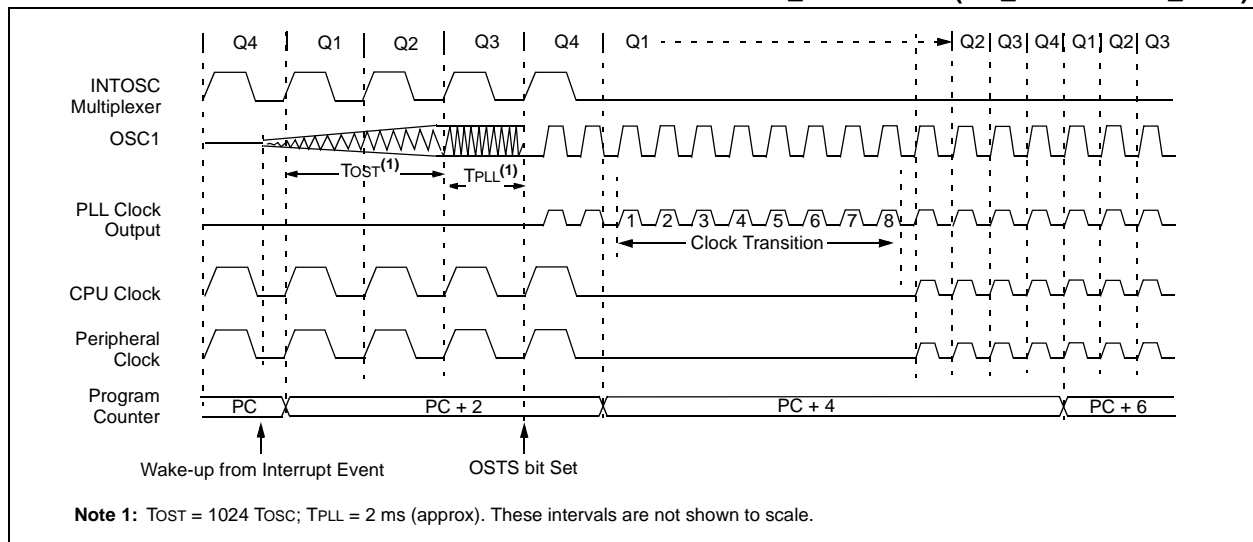 Q4 Q1 Q2 Q3 Q4 Q1 Q2 Q3 Q4 Q1 Q2 Q3
INTOSC
Multiplexer
OSC1
TOST(1)
TPLL(1)
PLL Clock
Output
1 2 3 4 5 6 7 8
Clock Transition
CPU Clock
Peripheral
Clock
Program
Counter
PC PC + 2 PC + 4 PC + 6
Wake-up from Interrupt Event OSTS bit Set
Note 1: TOST = 1024 TOSC; TPLL = 2 ms (approx). These intervals are not shown to scale.